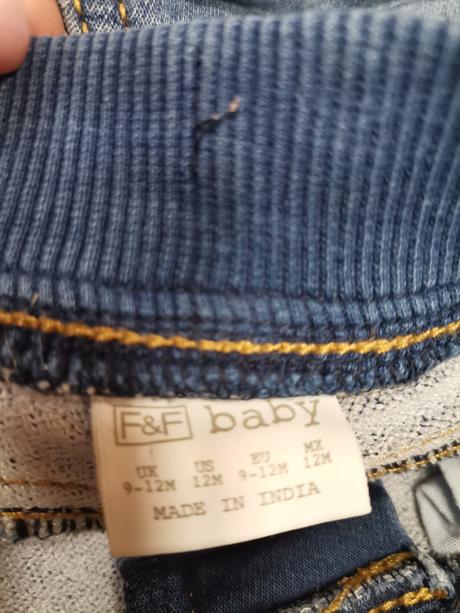 F&F baby
UK US EU MX
9-12M 12M 9-12M 12M
MADE IN INDIA